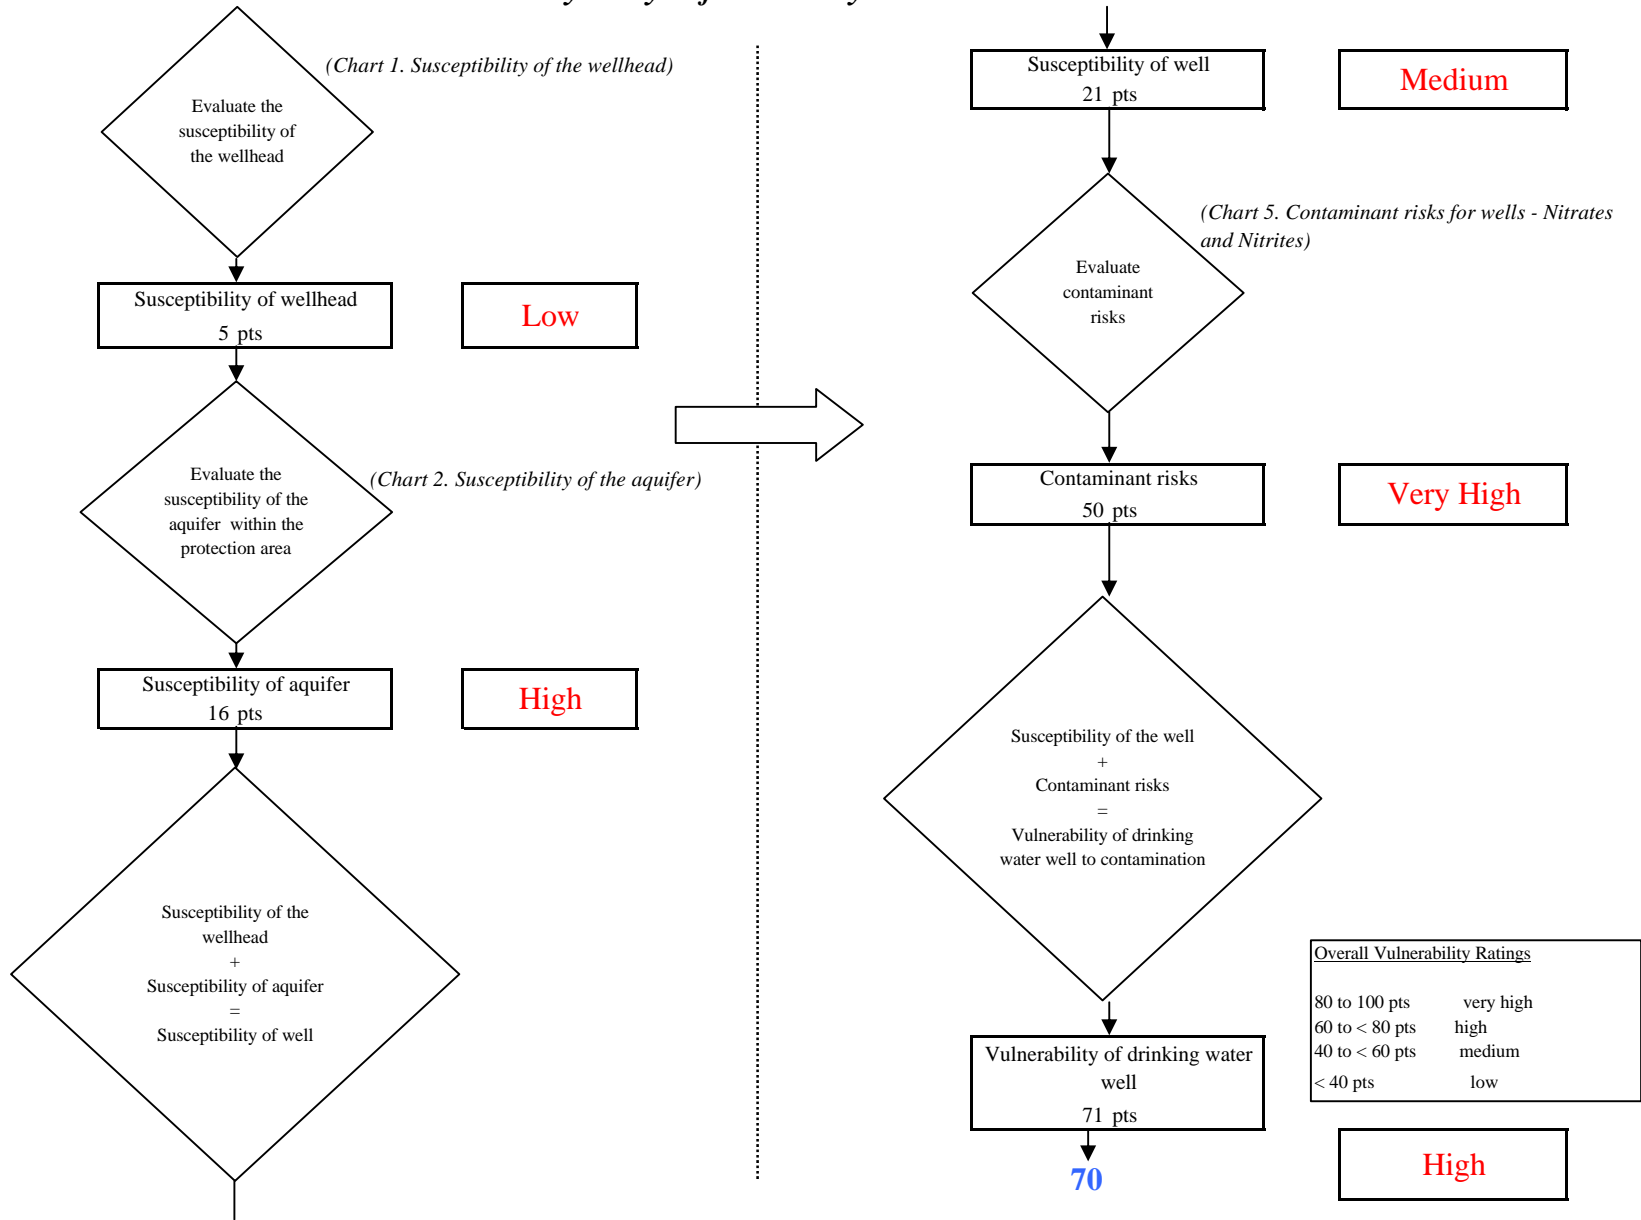 (Chart 1. Susceptibility of the wellhead)
Evaluate the
susceptibility of
the wellhead
Susceptibility of wellhead
5 pts
Low
Evaluate the
susceptibility of the
aquifer within the
protection area
(Chart 2. Susceptibility of the aquifer)
Susceptibility of aquifer
16 pts
High
Susceptibility of the
wellhead
+
Susceptibility of aquifer
=
Susceptibility of well
Susceptibility of well
21 pts
Medium
(Chart 5. Contaminant risks for wells - Nitrates
and Nitrites)
Evaluate
contaminant
risks
Contaminant risks
50 pts
Very High
Susceptibility of the well
+
Contaminant risks
=
Vulnerability of drinking
water well to contamination
Overall Vulnerability Ratings
80 to 100 pts very high
60 to < 80 pts high
40 to < 60 pts medium
< 40 pts low
Vulnerability of drinking water
well
71 pts
70
High